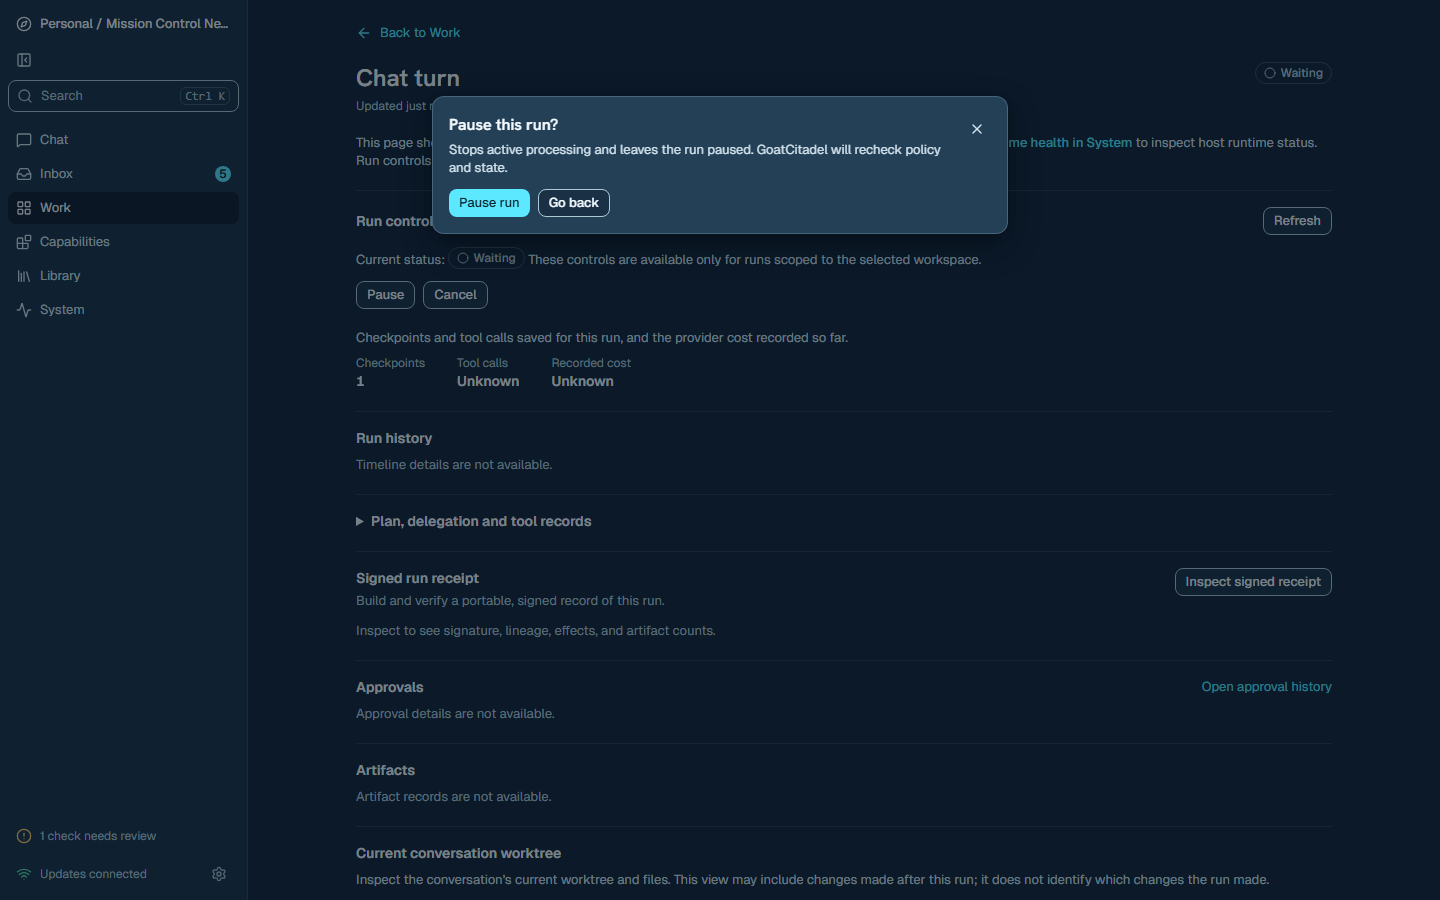 Personal / Mission Control Ne...
Search
Ctrl K
Chat
Inbox
5
Work
Capabilities
Library
System
1 check needs review
Updates connected
Back to Work
Chat turn
Waiting
Updated just
Pause this run?
Stops active processing and leaves the run paused. GoatCitadel will recheck policy
and state.
Pause run
Go back
This page
me health in System to inspect host runtime status.
Run controls
Run control
Refresh
Current status:
Waiting
These controls are available only for runs scoped to the selected workspace.
Pause
Cancel
Checkpoints and tool calls saved for this run, and the provider cost recorded so far.
Checkpoints
Tool calls
Recorded cost
1
Unknown
Unknown
Run history
Timeline details are not available.
Plan, delegation and tool records
Signed run receipt
Inspect signed receipt
Build and verify a portable, signed record of this run.
Inspect to see signature, lineage, effects, and artifact counts.
Approvals
Open approval history
Approval details are not available.
Artifacts
Artifact records are not available.
Current conversation worktree
Inspect the conversation's current worktree and files. This view may include changes made after this run; it does not identify which changes the run made.